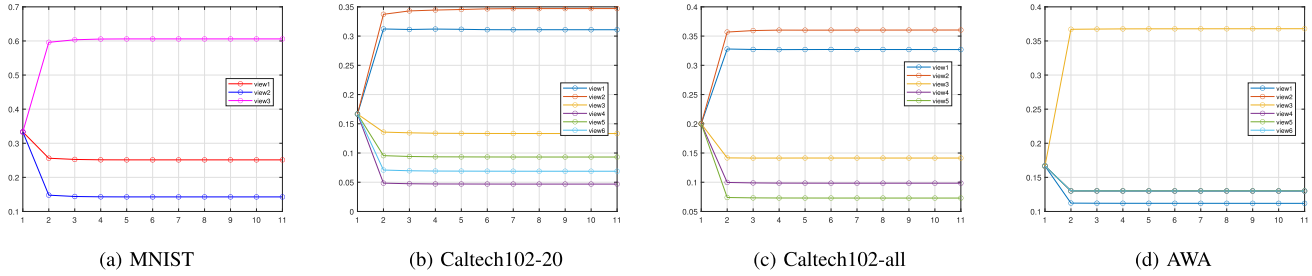 0.7
0.6
0.5
0.4
0.3
0.2
0.1
1 2 3 4 5 6 7 8 9 10 11
view1
view2
view3
(a) MNIST
0.35
0.3
0.25
0.2
0.15
0.1
0.05
0
1 2 3 4 5 6 7 8 9 10 11
view1
view2
view3
view4
view5
view6
(b) Caltech102-20
0.4
0.35
0.3
0.25
0.2
0.15
0.1
0.05
1 2 3 4 5 6 7 8 9 10 11
view1
view2
view3
view4
view5
(c) Caltech102-all
0.4
0.35
0.3
0.25
0.2
0.15
0.1
1 2 3 4 5 6 7 8 9 10 11
view1
view2
view3
view4
view5
view6
(d) AWA